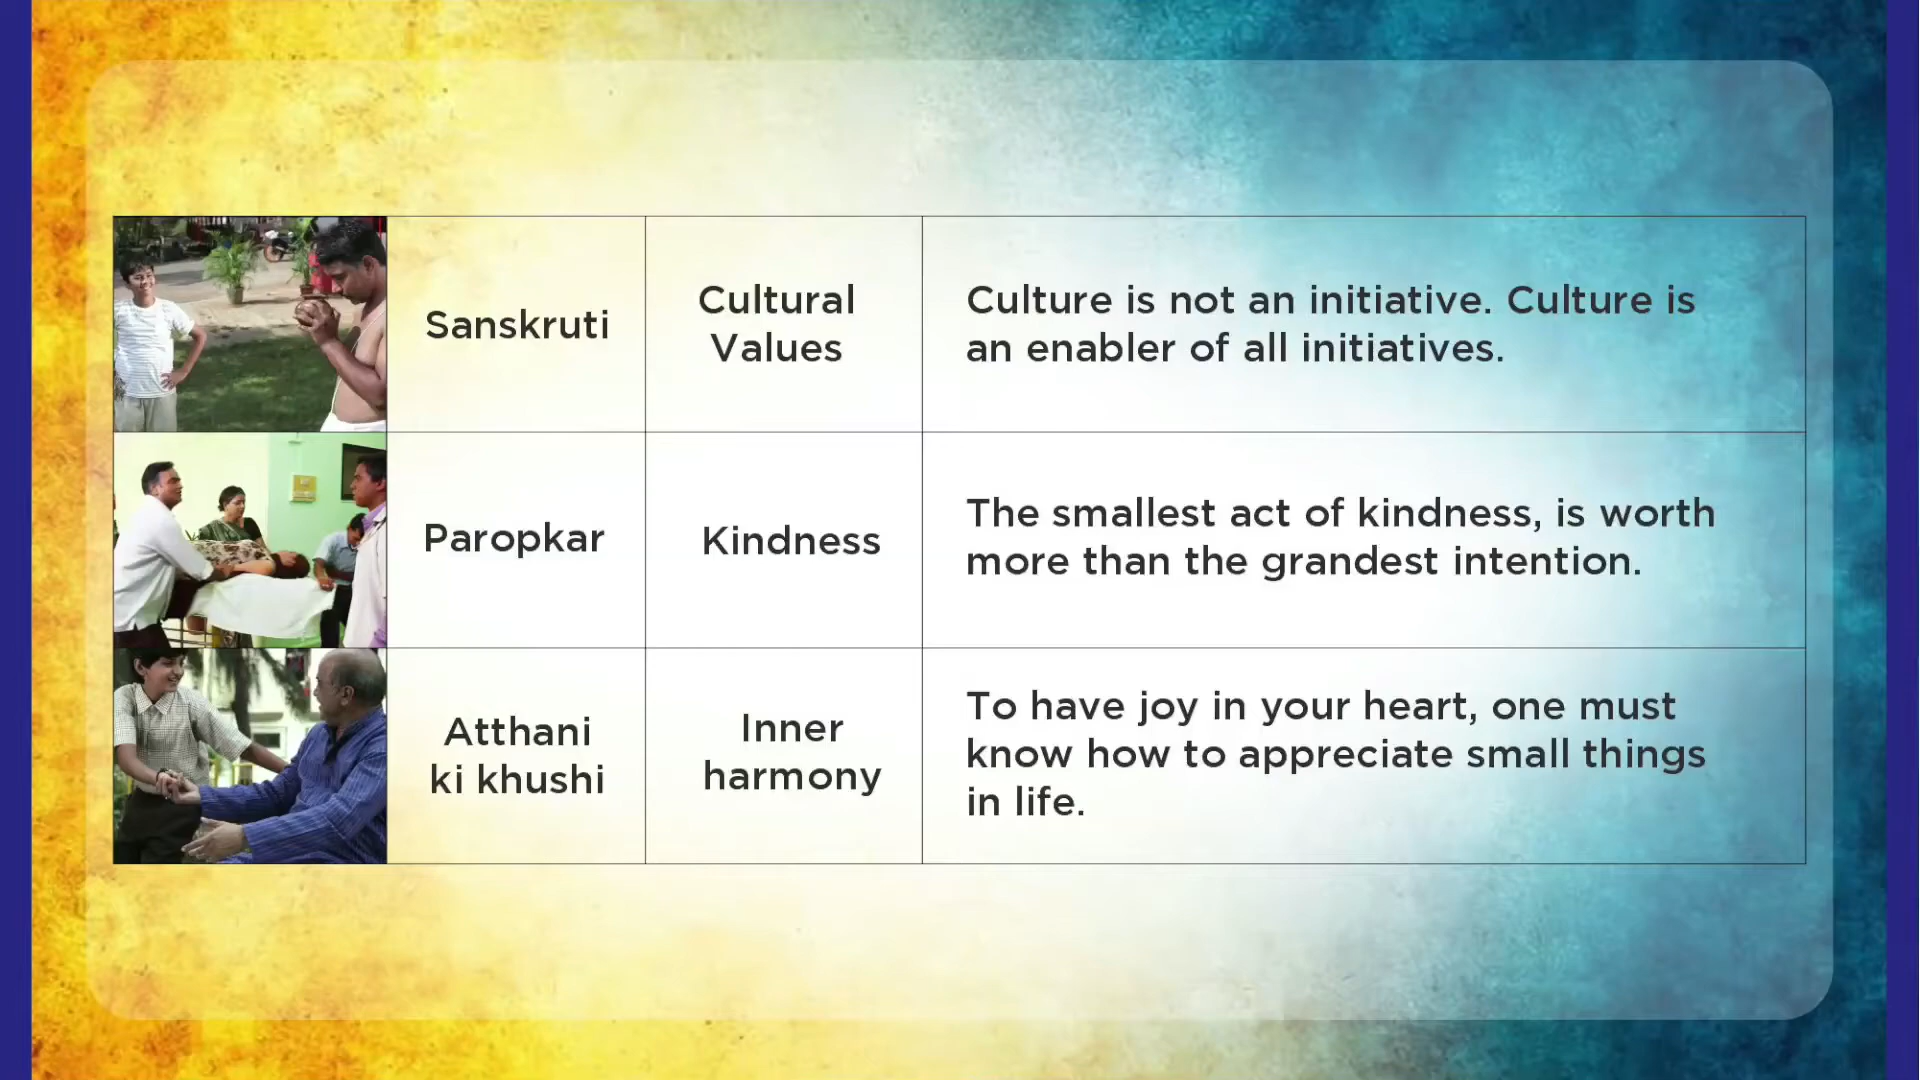 Sanskruti
Cultural
Values
Culture is not an initiative. Culture is
an enabler of all initiatives.
Paropkar
Kindness
The smallest act of kindness, is worth
more than the grandest intention.
Atthani
ki khushi
Inner
harmony
To have joy in your heart, one must
know how to appreciate small things
in life.